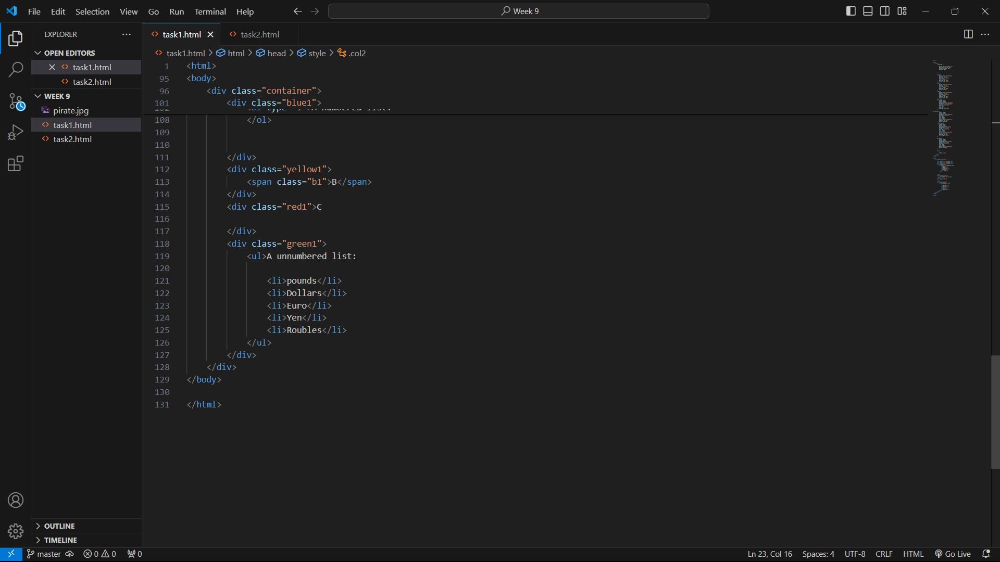 File Edit Selection View Go Run Terminal Help
Week 9
EXPLORER
OPEN EDITORS
task1.html
task2.html
WEEK 9
pirate.jpg
task1.html
task2.html
OUTLINE
TIMELINE
task1.html task2.html
task1.html > html > head > style > .col2
1 <html>
95 <body>
96 <div class="container">
101 <div class="blue1">
108 </ol>
109
110
111 </div>
112 <div class="yellow1">
113 <span class="b1">B</span>
114 </div>
115 <div class="red1">C
116
117 </div>
118 <div class="green1">
119 <ul>A unnumbered list:
120
121 <li>pounds</li>
122 <li>Dollars</li>
123 <li>Euro</li>
124 <li>Yen</li>
125 <li>Roubles</li>
126 </ul>
127 </div>
128 </div>
129 </body>
130
131 </html>
master 0 0 0 Ln 23, Col 16 Spaces: 4 UTF-8 CRLF HTML Go Live